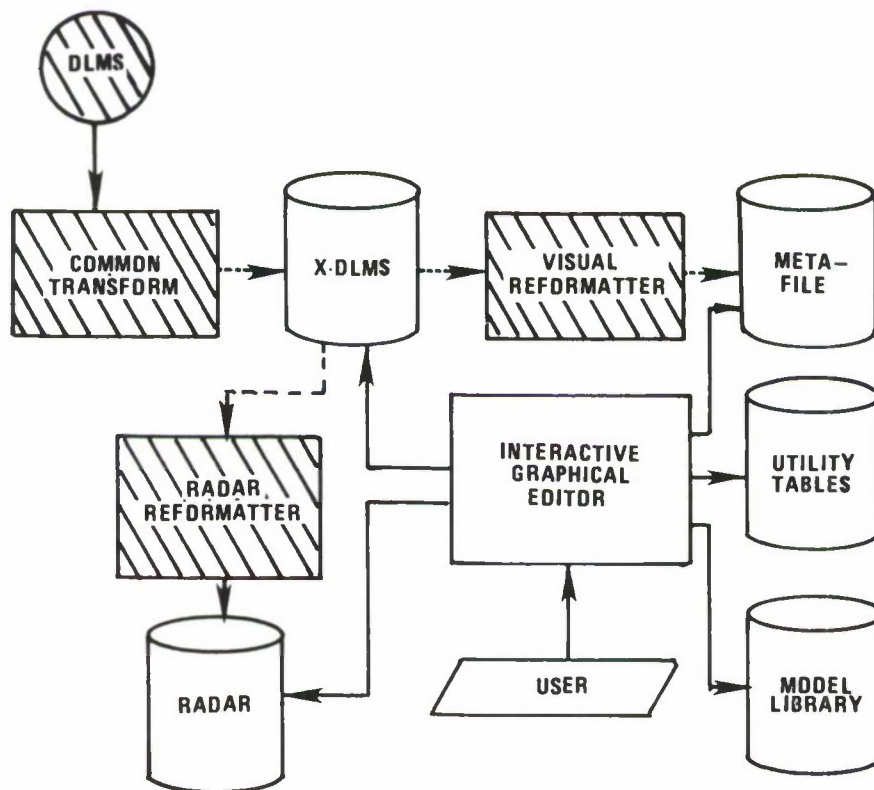 DLMS
COMMON
TRANSFORM
X-DLMS
VISUAL
REFORMATTER
META-
FILE
INTERACTIVE
GRAPHICAL
EDITOR
UTILITY
TABLES
RADAR
REFORMATTER
RADAR
USER
MODEL
LIBRARY